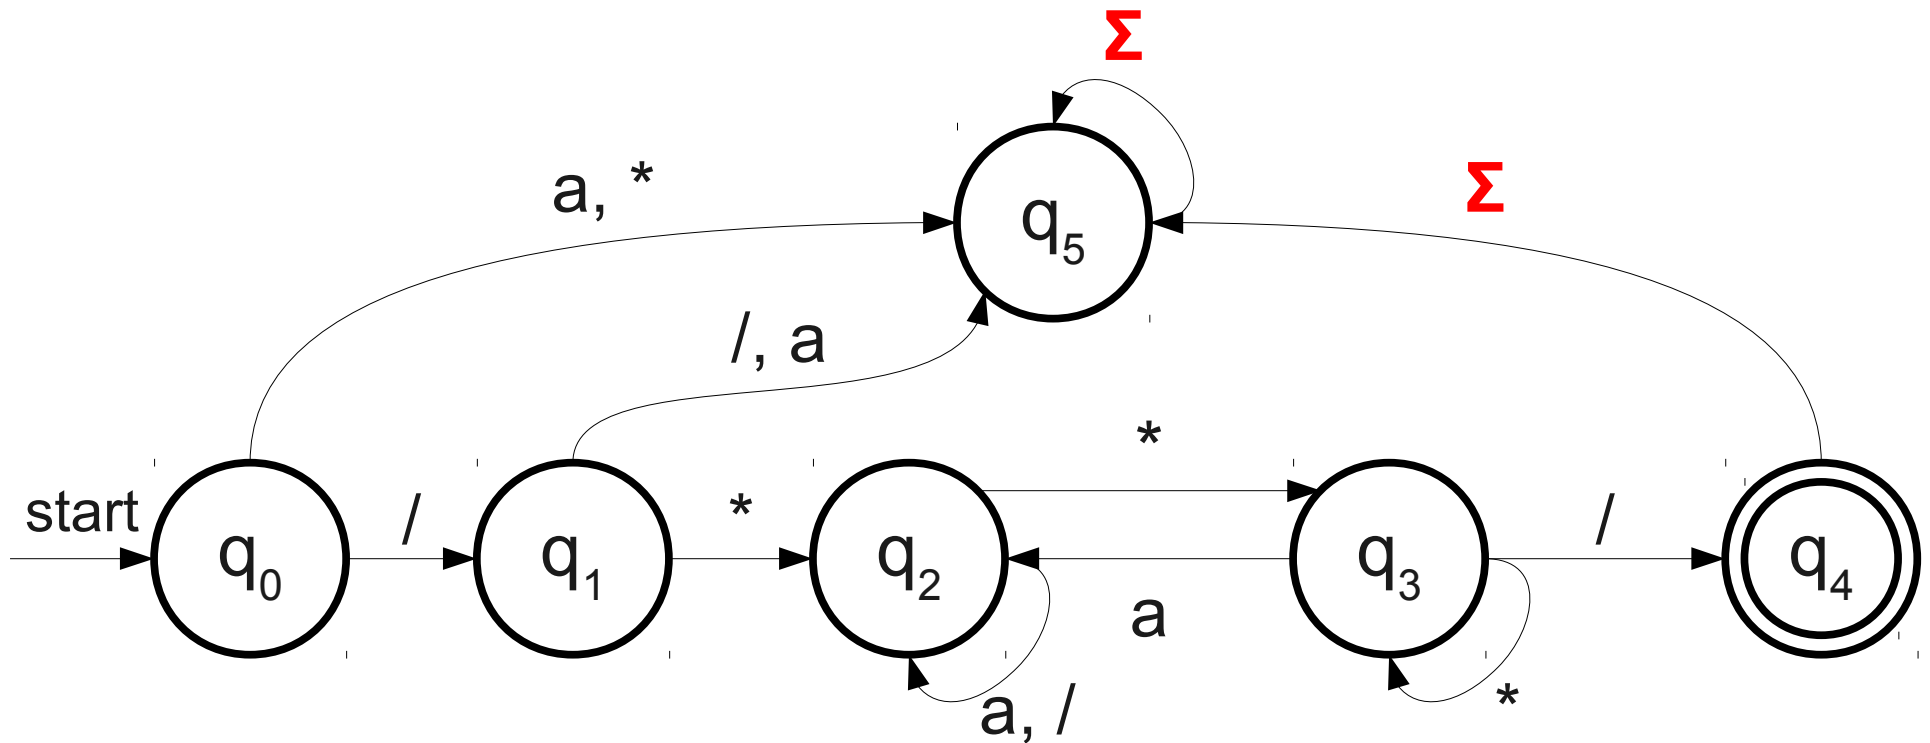 Σ
a, *
Σ
q5
/, a
*
start
/
*
/
q0
q1
q2
q3
q4
a
a, /
*